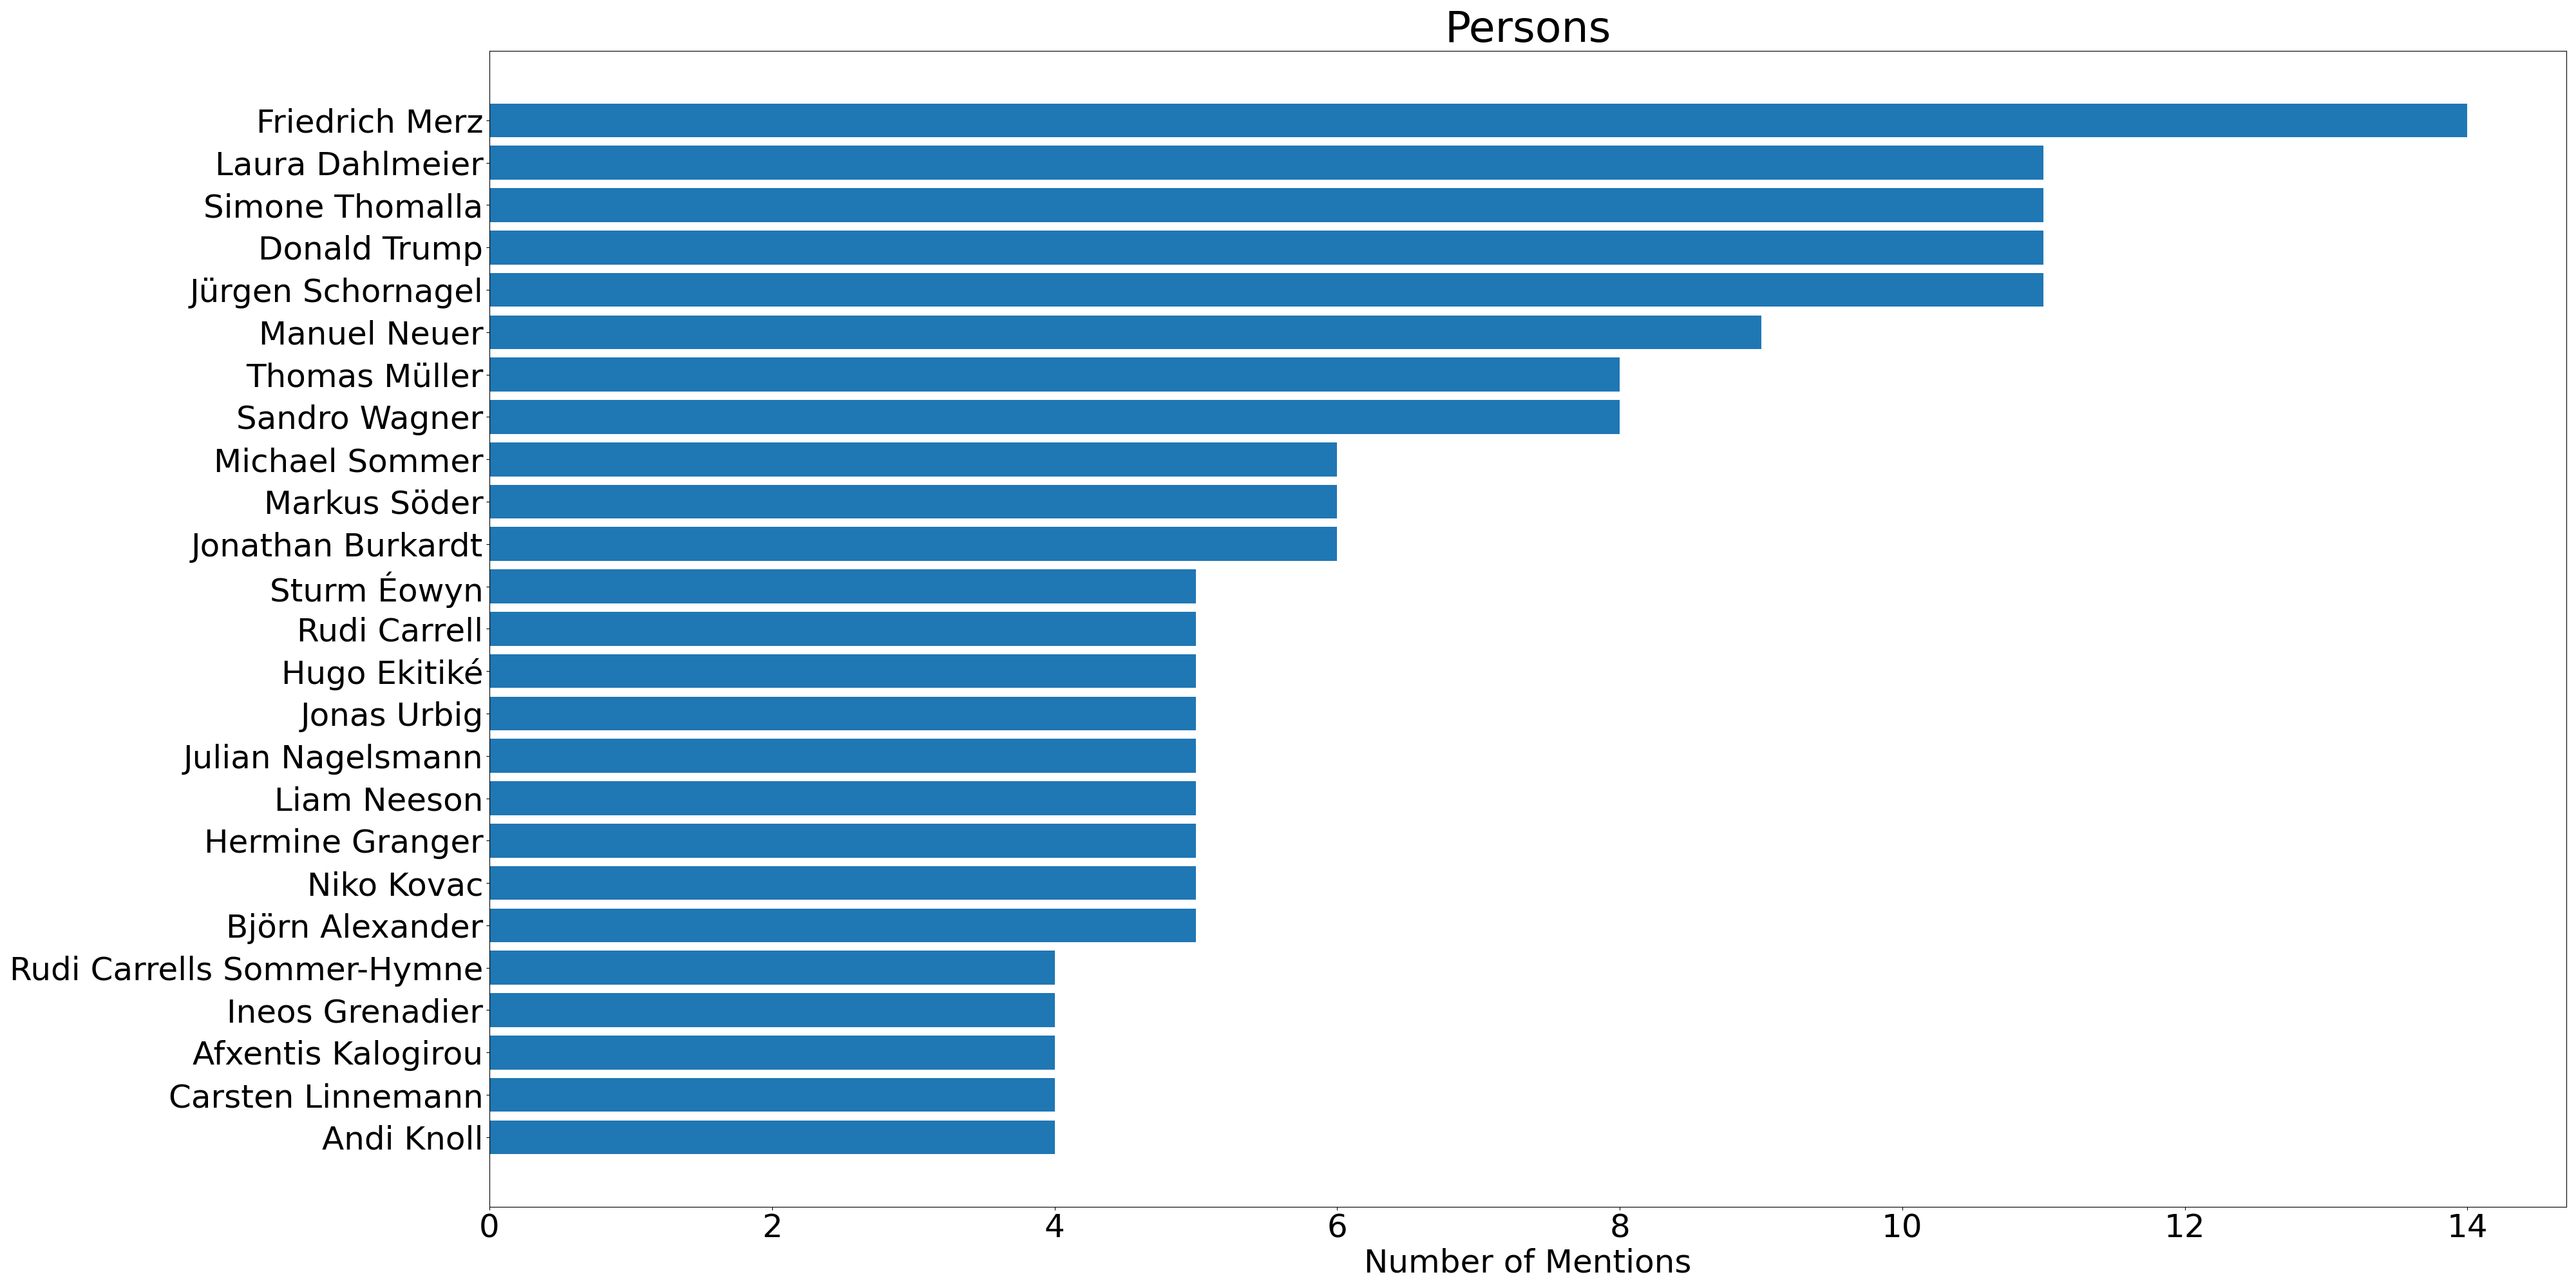 Persons
Friedrich Merz
Laura Dahlmeier
Simone Thomalla
Donald Trump
Jürgen Schornagel
Manuel Neuer
Thomas Müller
Sandro Wagner
Michael Sommer
Markus Söder
Jonathan Burkardt
Sturm Éowyn
Rudi Carrell
Hugo Ekitiké
Jonas Urbig
Julian Nagelsmann
Liam Neeson
Hermine Granger
Niko Kovac
Björn Alexander
Rudi Carrells Sommer-Hymne
Ineos Grenadier
Afxentis Kalogirou
Carsten Linnemann
Andi Knoll
0 2 4 6 8 10 12 14
Number of Mentions